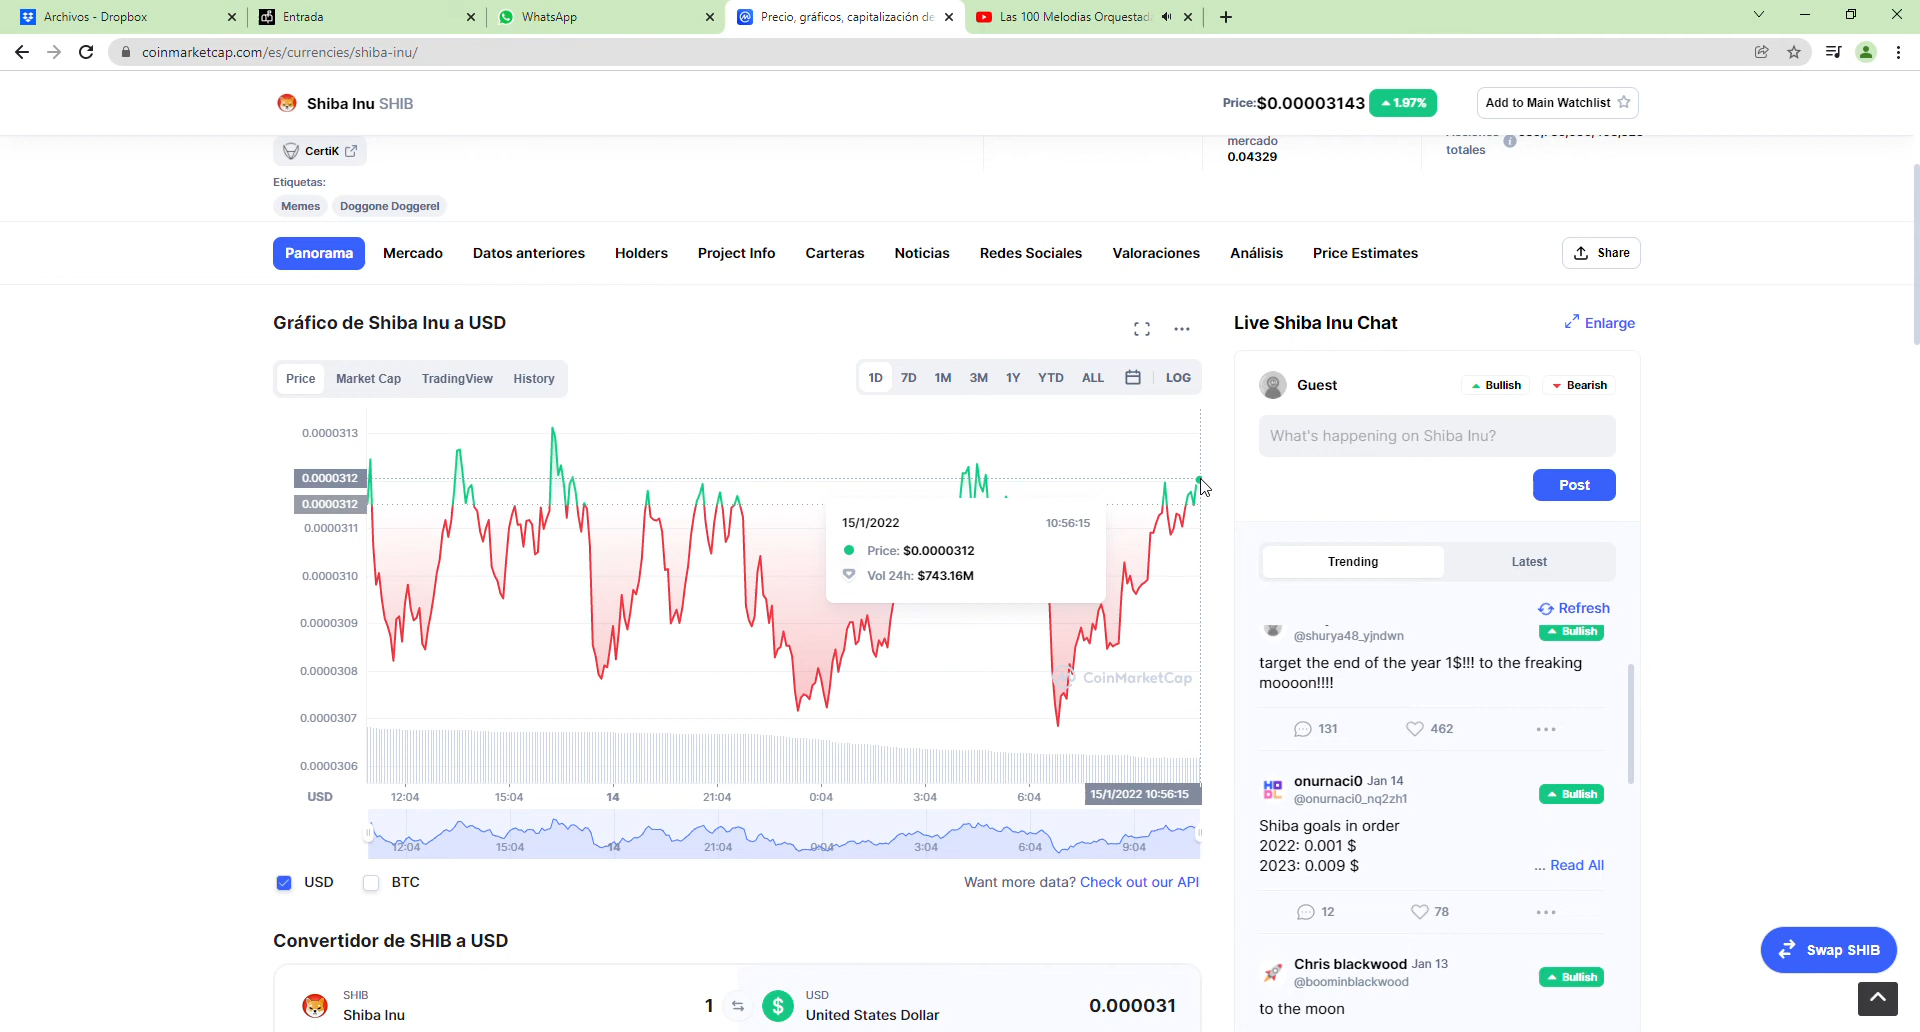 Archivos - Dropbox
Entrada
WhatsApp
Precio, gráficos, capitalización de
Las 100 Melodias Orquestad
coinmarketcap.com/es/currencies/shiba-inu/
Shiba Inu SHIB
Price:$0.00003143
1.97%
Add to Main Watchlist
CertiK
mercado
0.04329
totales
Etiquetas:
Memes
Doggone Doggerel
Panorama
Mercado
Datos anteriores
Holders
Project Info
Carteras
Noticias
Redes Sociales
Valoraciones
Análisis
Price Estimates
Share
Gráfico de Shiba Inu a USD
Price
Market Cap
TradingView
History
1D
7D
1M
3M
1Y
YTD
ALL
LOG
0.0000313
0.0000312
0.0000312
0.0000311
0.0000310
0.0000309
0.0000308
0.0000307
0.0000306
15/1/2022
10:56:15
Price: $0.0000312
Vol 24h: $743.16M
CoinMarketCap
USD
12:04
15:04
14
21:04
0:04
3:04
6:04
15/1/2022 10:56:15
12:04
15:04
14
21:04
0:04
3:04
6:04
9:04
USD
BTC
Want more data? Check out our API
Convertidor de SHIB a USD
SHIB
Shiba Inu
1
USD
United States Dollar
0.000031
Live Shiba Inu Chat
Enlarge
Guest
Bullish
Bearish
What's happening on Shiba Inu?
Post
Trending
Latest
Refresh
@shurya48_yjndwn
Bullish
target the end of the year 1$!!! to the freaking
moooon!!!!
131
462
onurnaci0 Jan 14
@onurnaci0_nq2zh1
Bullish
Shiba goals in order
2022: 0.001 $
2023: 0.009 $
... Read All
12
78
Chris blackwood Jan 13
@boominblackwood
Bullish
to the moon
Swap SHIB